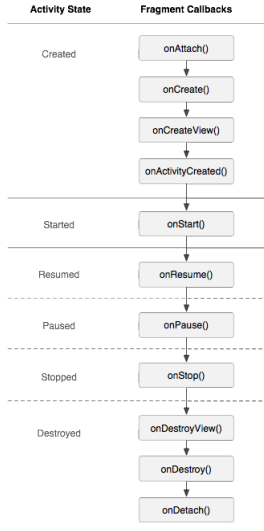 Activity State Fragment Callbacks
Created
onAttach()
onCreate()
onCreateView()
onActivityCreated()
Started onStart()
Resumed onResume()
Paused onPause()
Stopped onStop()
Destroyed
onDestroyView()
onDestroy()
onDetach()